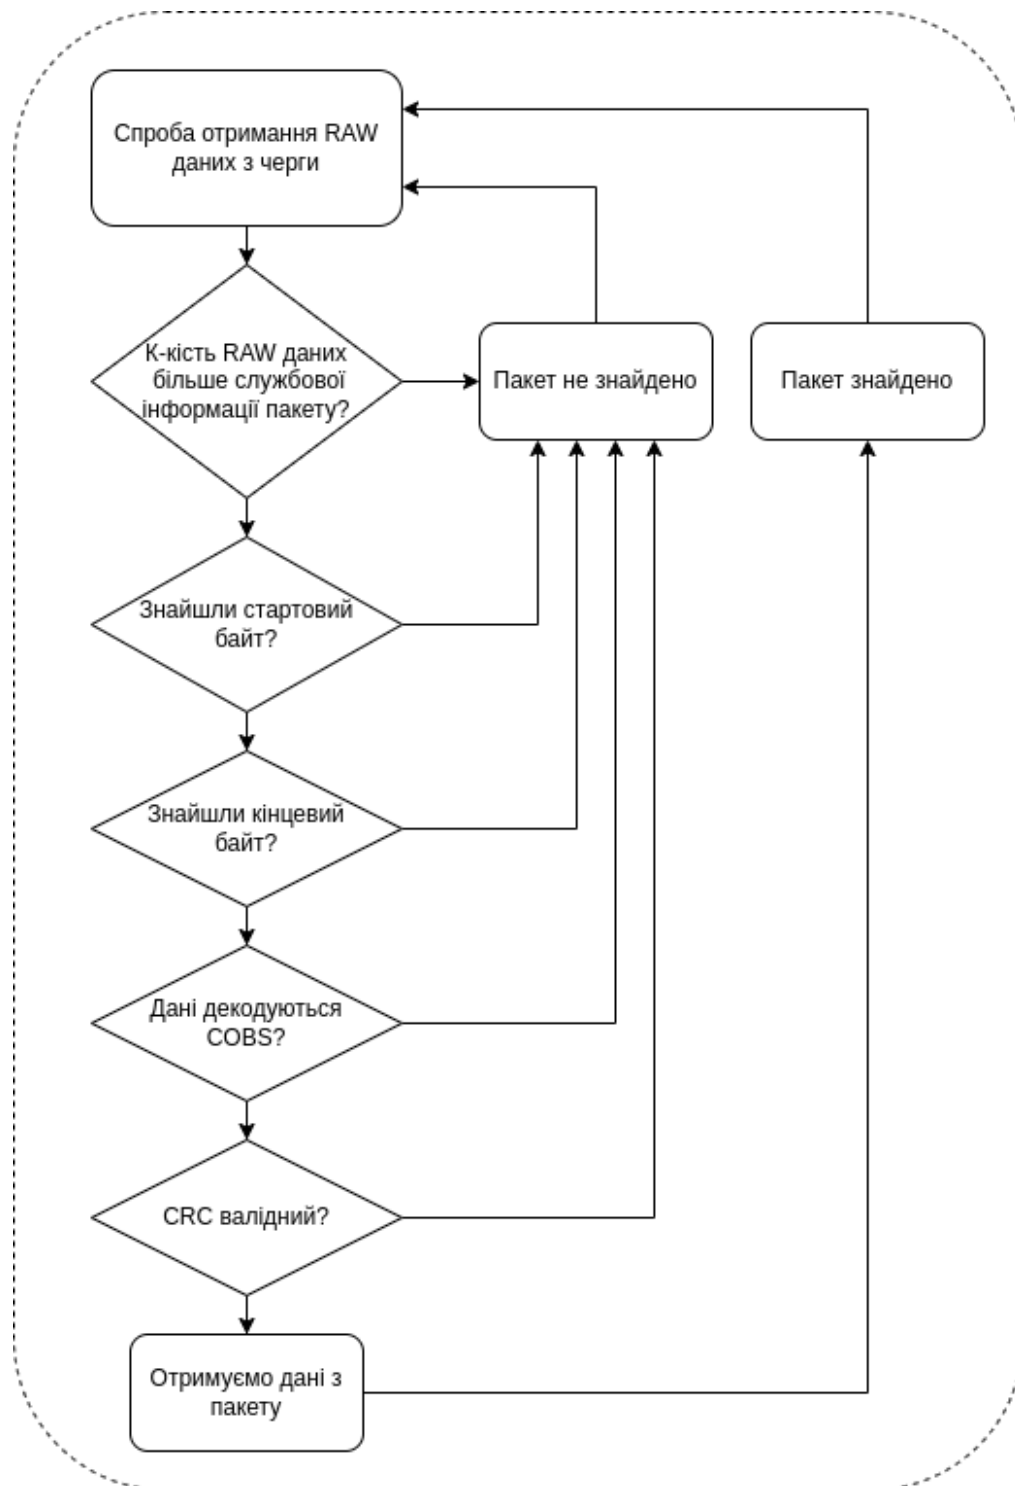 Спроба отримання RAW
даних з черги
К-кість RAW даних
більше службової
інформації пакету?
Пакет не знайдено
Пакет знайдено
Знайшли стартовий
байт?
Знайшли кінцевий
байт?
Дані декодуються
COBS?
CRC валідний?
Отримуємо дані з
пакету